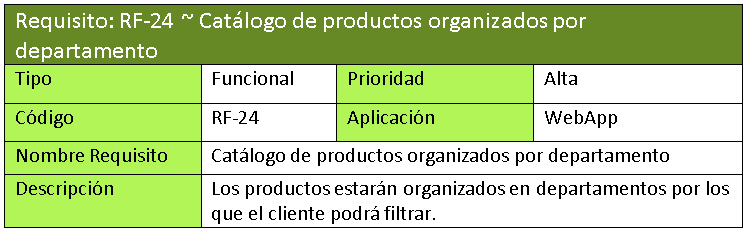 Requisito: RF-24 ~ Catálogo de productos organizados por
departamento
Tipo Funcional Prioridad Alta
Código RF-24 Aplicación WebApp
Nombre Requisito Catálogo de productos organizados por departamento
Descripción Los productos estarán organizados en departamentos por los
que el cliente podrá filtrar.